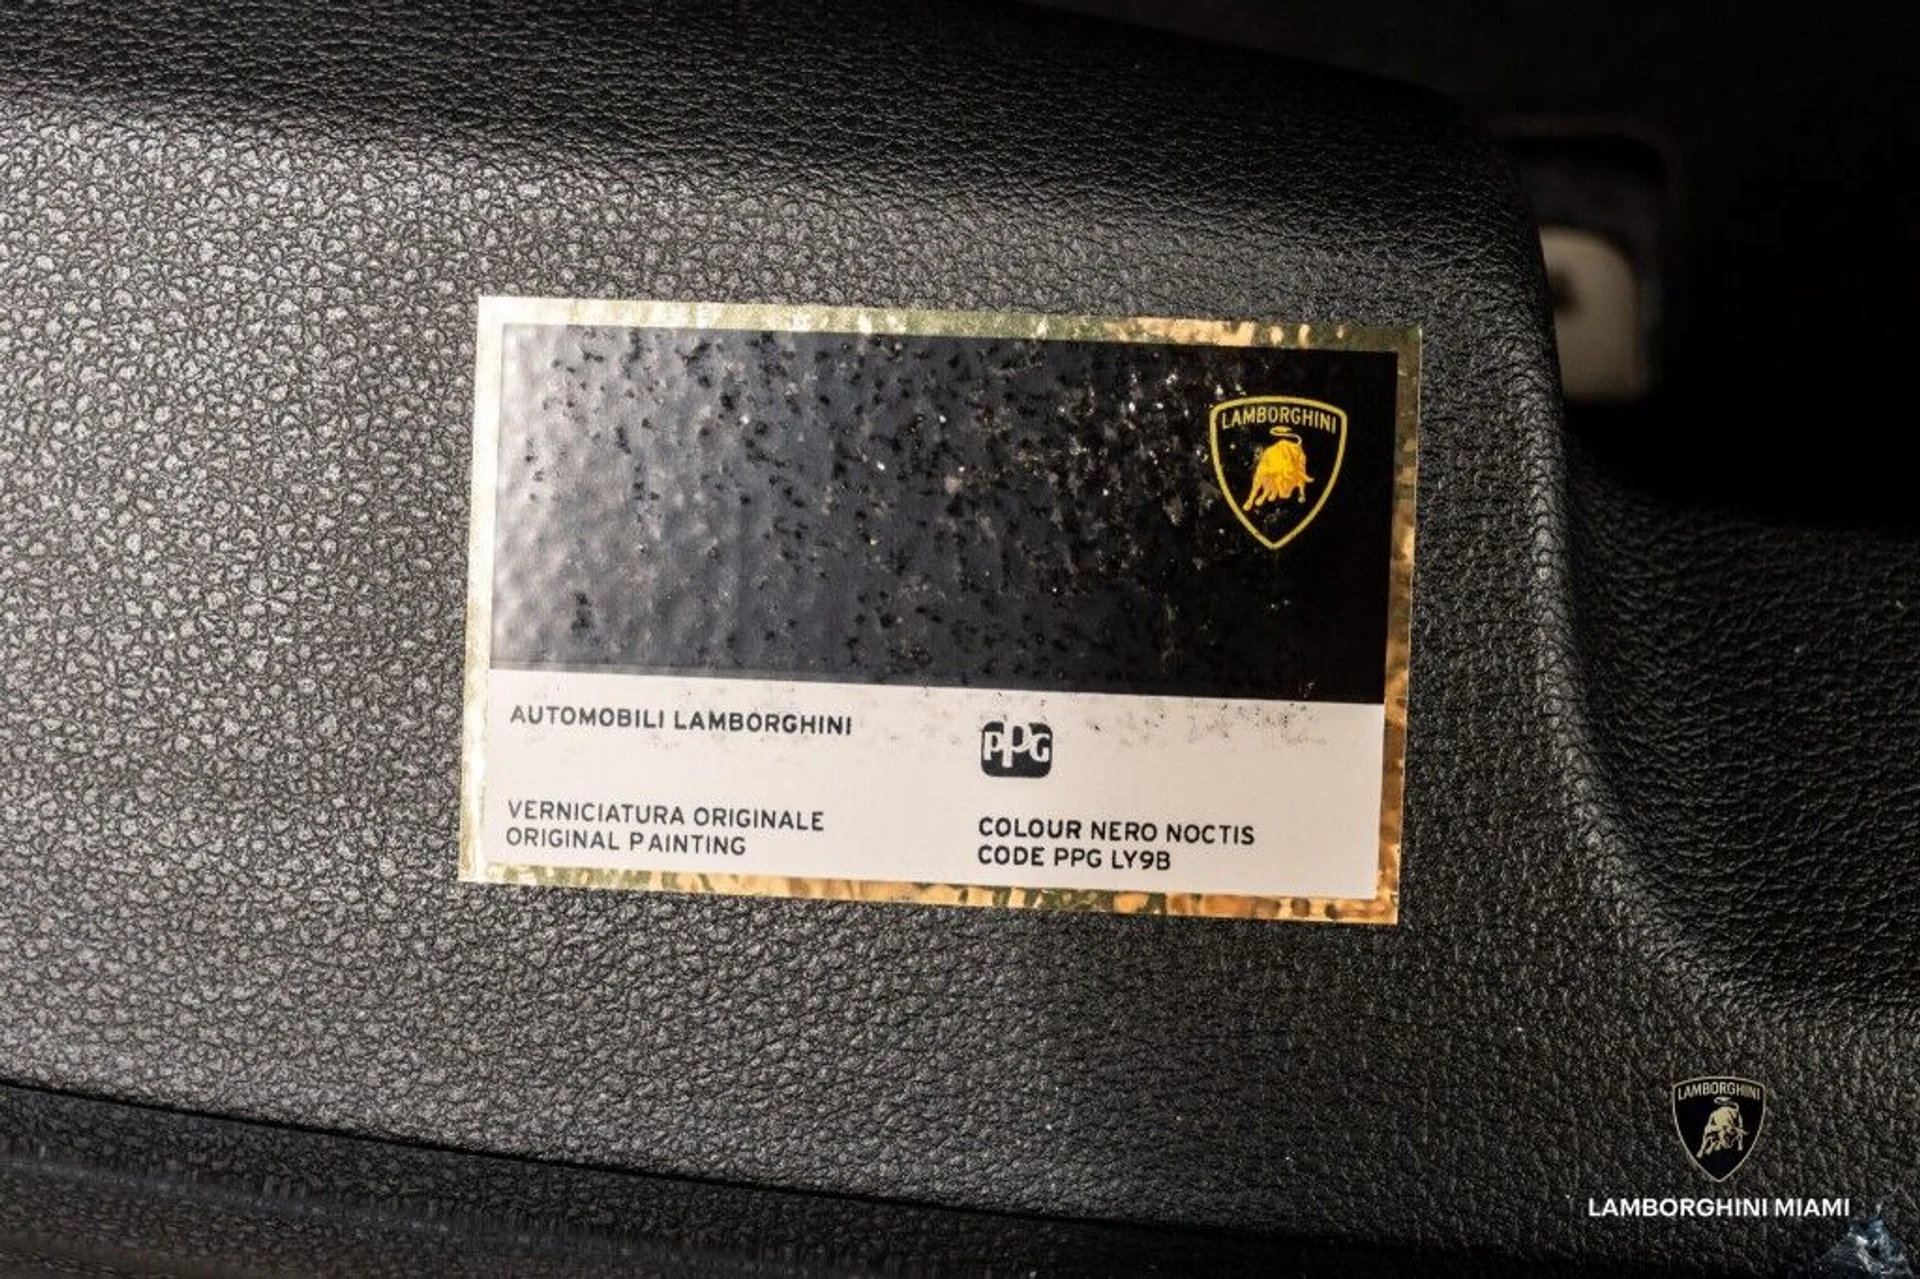 LAMBORGHINI
AUTOMOBILI LAMBORGHINI
PPG
VERNICIATURA ORIGINALE
ORIGINAL PAINTING
COLOUR NERO NOCTIS
CODE PPG LY9B
LAMBORGHINI
LAMBORGHINI MIAMI